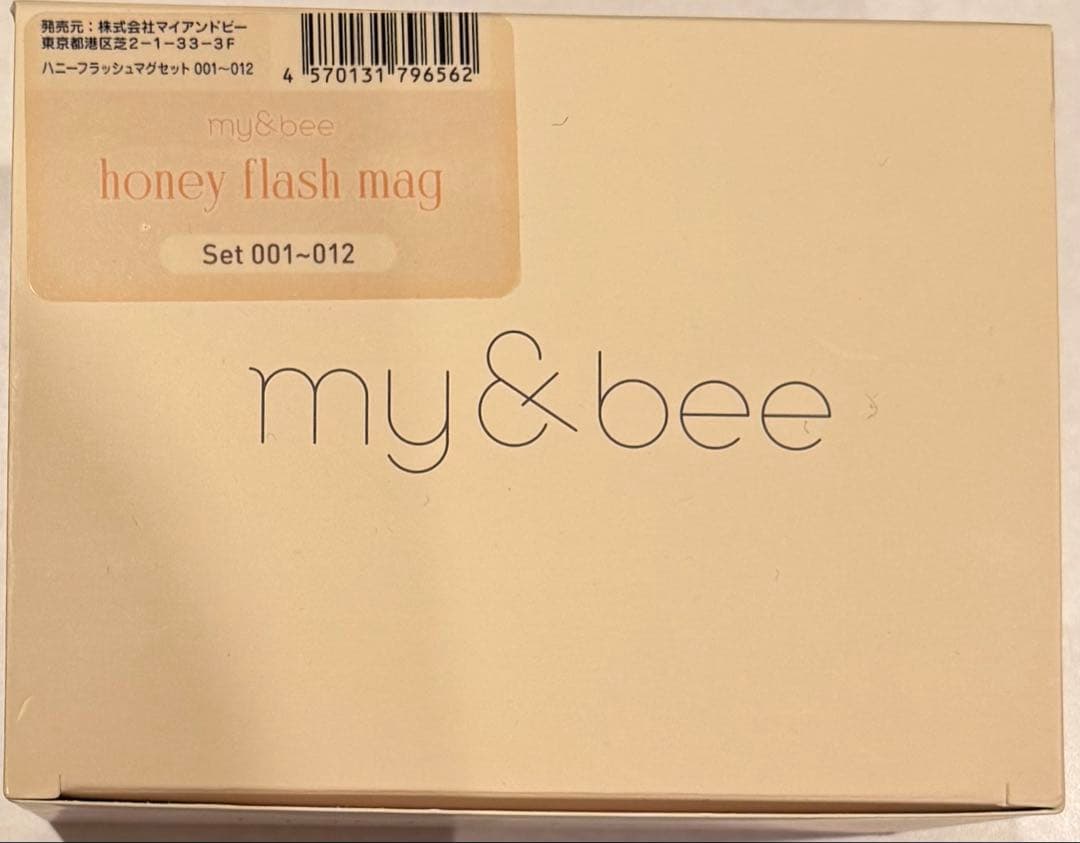 発売元：株式会社マイアンドビー
東京都港区芝2-1-33-3F
ハニーフラッシュマグセット 001〜012
4 570131 796562
my&bee
honey flash mag
Set 001~012
my&bee